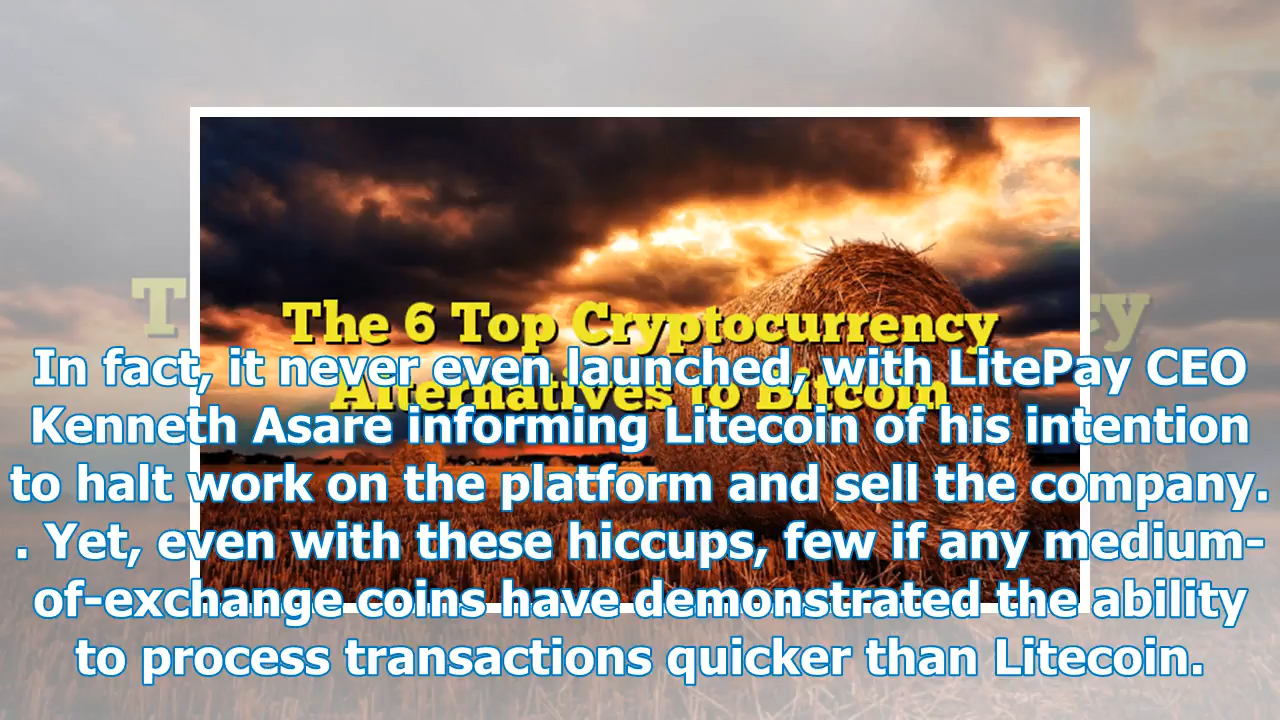 The 6 Top Cryptocurrency
Alternatives to Bitcoin
In fact, it never even launched, with LitePay CEO
Kenneth Asare informing Litecoin of his intention
to halt work on the platform and sell the company.
. Yet, even with these hiccups, few if any medium-
of-exchange coins have demonstrated the ability
to process transactions quicker than Litecoin.
T
cy